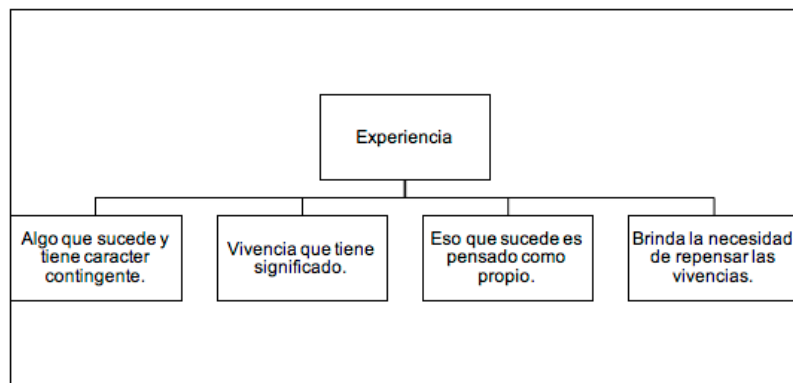 Experiencia
Algo que sucede y
tiene caracter
contingente.
Vivencia que tiene
significado.
Eso que sucede es
pensado como
propio.
Brinda la necesidad
de repensar las
vivencias.